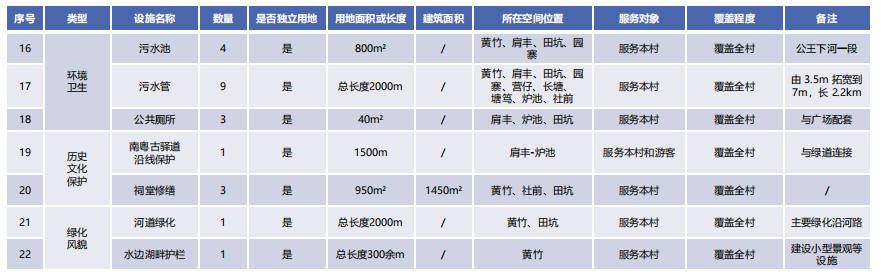 序号 类型 设施名称 数量 是否独立用地 用地面积或长度 建筑面积 所在空间位置 服务对象 覆盖程度 备注
16 环境卫生 污水池 4 是 800m² / 黄竹、肩丰、田坑、园寨 服务本村 覆盖全村 公王下河一段
17 污水管 9 是 总长度2000m / 黄竹、肩丰、田坑、园寨、营仔、长塘、塘笃、炉池、社前 服务本村 覆盖全村 由 3.5m 拓宽到7m，长 2.2km
18 公共厕所 3 是 40m² / 肩丰、炉池、田坑 服务本村 覆盖全村 与广场配套
19 历史文化保护 南粤古驿道沿线保护 1 是 1500m / 肩丰-炉池 服务本村和游客 覆盖全村 与绿道连接
20 祠堂修缮 3 是 950m² 1450m² 黄竹、社前、田坑 服务本村 覆盖全村 /
21 绿化风貌 河道绿化 1 是 总长度2000m / 黄竹、田坑 服务本村 覆盖全村 主要绿化沿河路
22 水边湖畔护栏 1 是 总长度300余m / 黄竹 服务本村 覆盖全村 建设小型景观等设施